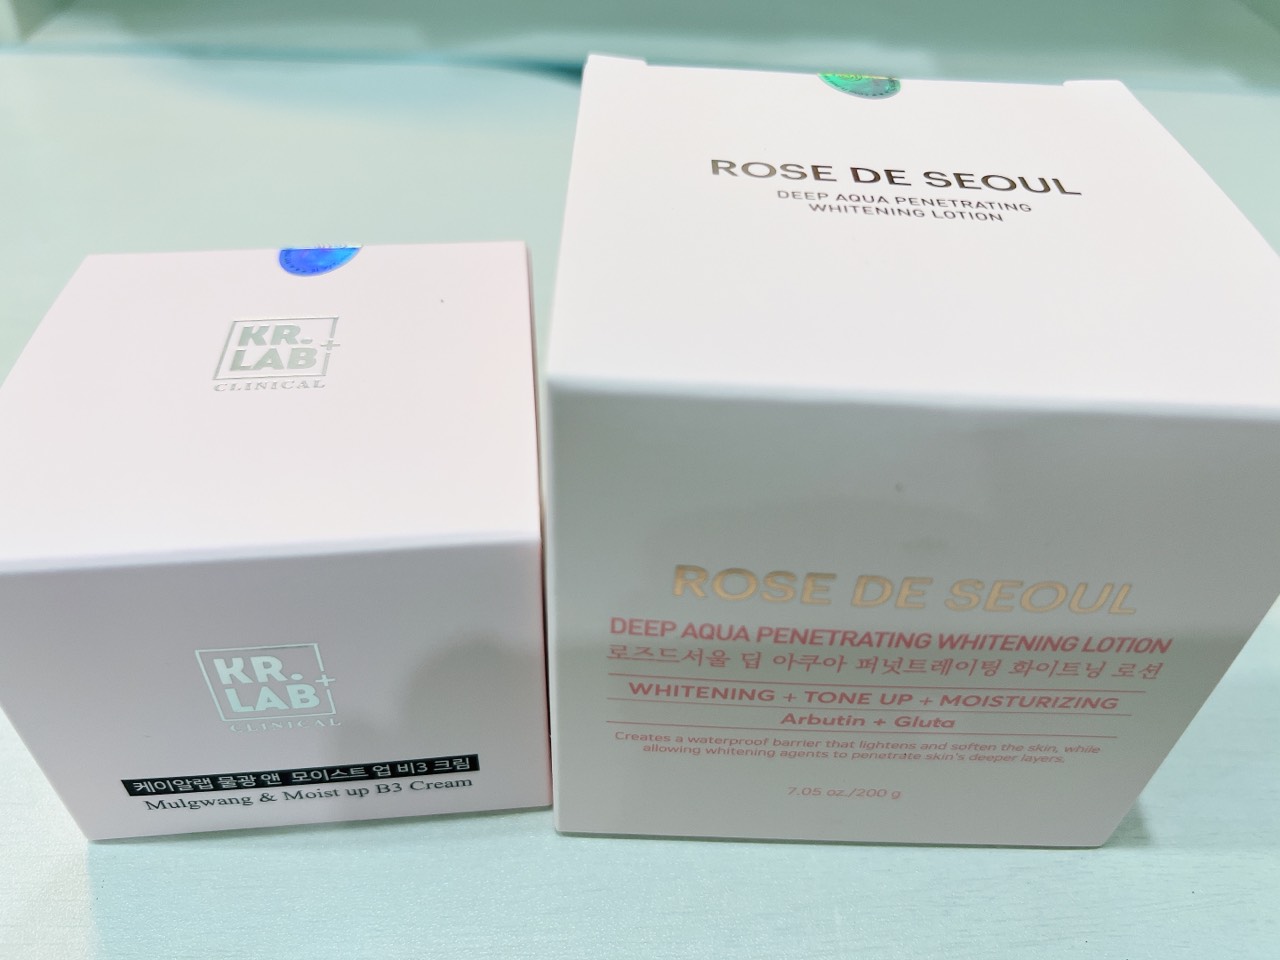 KR.
LAB+
CLINICAL
KR.
LAB+
CLINICAL
케이알랩 물광 앤 모이스트 업 비3 크림
Mulgwang & Moist up B3 Cream
ROSE DE SEOUL
DEEP AQUA PENETRATING
WHITENING LOTION
ROSE DE SEOUL
DEEP AQUA PENETRATING WHITENING LOTION
로즈드서울 딥 아쿠아 퍼넷트레이팅 화이트닝 로션
WHITENING + TONE UP + MOISTURIZING
Arbutin + Gluta
Creates a waterproof barrier that lightens and soften the skin, while
allowing whitening agents to penetrate skin's deeper layers.
7.05 oz./200 g